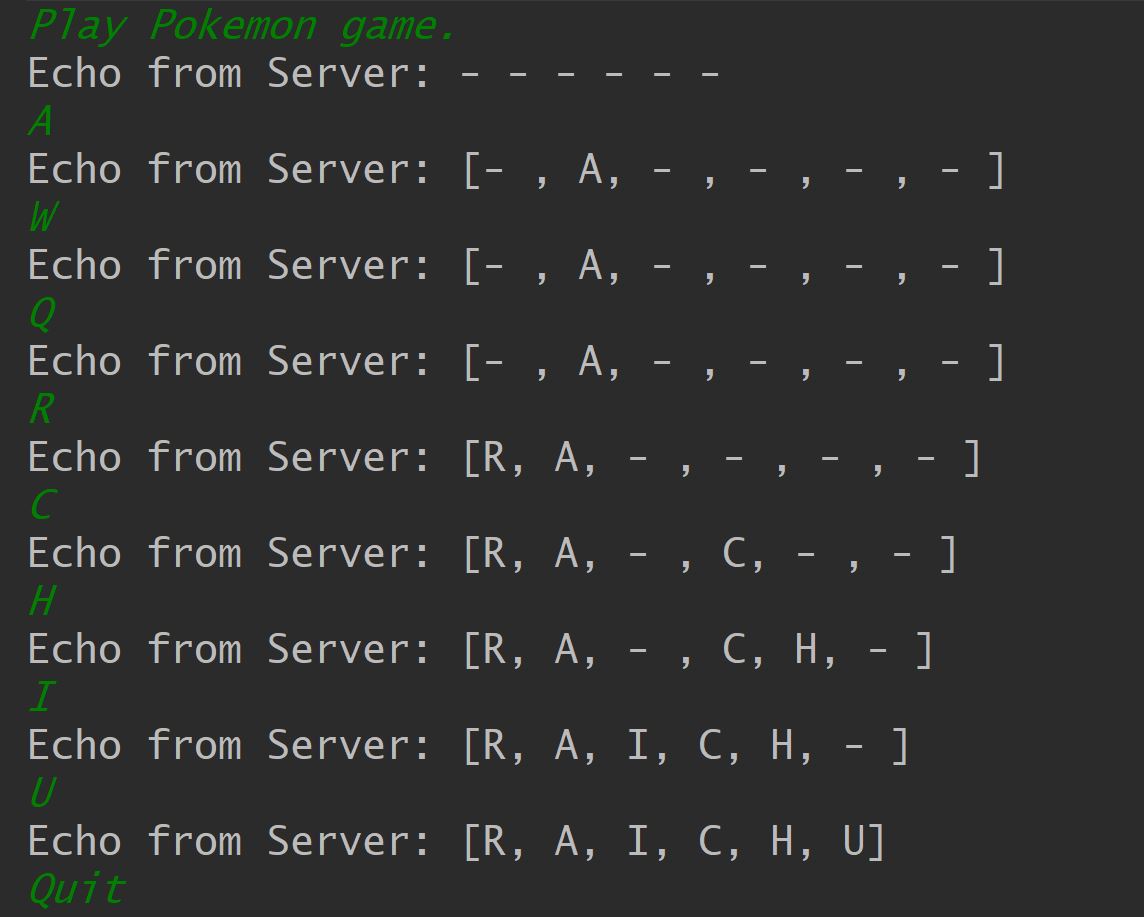 Play Pokemon game.
Echo from Server: - - - - - -
A
Echo from Server: [- , A, - , - , - , - ]
W
Echo from Server: [- , A, - , - , - , - ]
Q
Echo from Server: [- , A, - , - , - , - ]
R
Echo from Server: [R, A, - , - , - , - ]
C
Echo from Server: [R, A, - , C, - , - ]
H
Echo from Server: [R, A, - , C, H, - ]
I
Echo from Server: [R, A, I, C, H, - ]
U
Echo from Server: [R, A, I, C, H, U]
Quit